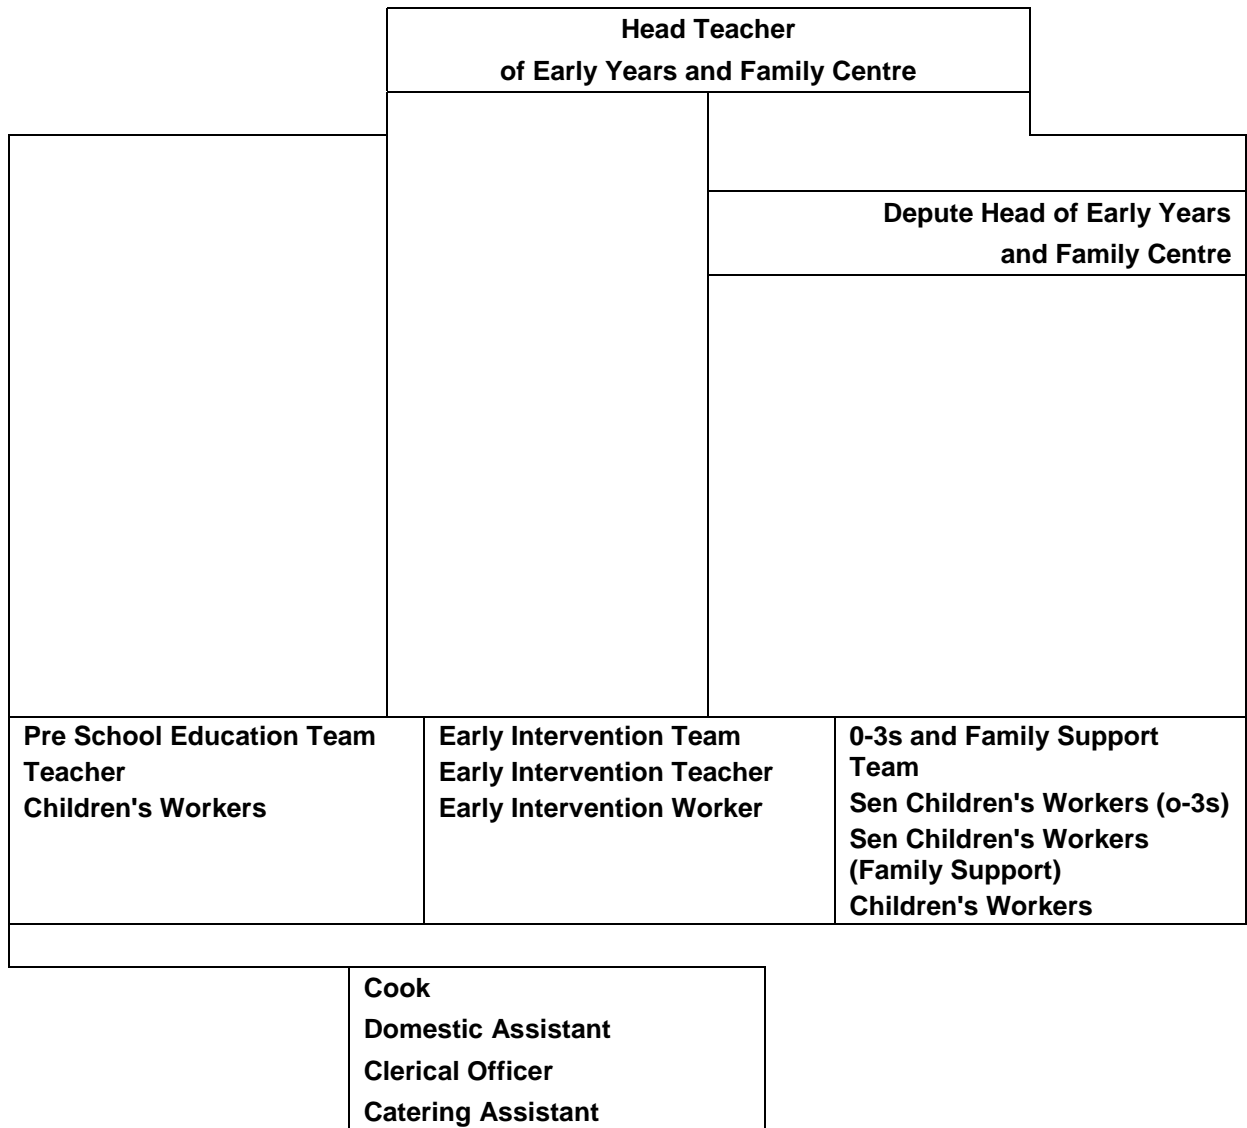 Head Teacher
of Early Years and Family Centre
Depute Head of Early Years
and Family Centre
Pre School Education Team
Teacher
Children's Workers
Early Intervention Team
Early Intervention Teacher
Early Intervention Worker
0-3s and Family Support
Team
Sen Children's Workers (o-3s)
Sen Children's Workers
(Family Support)
Children's Workers
Cook
Domestic Assistant
Clerical Officer
Catering Assistant